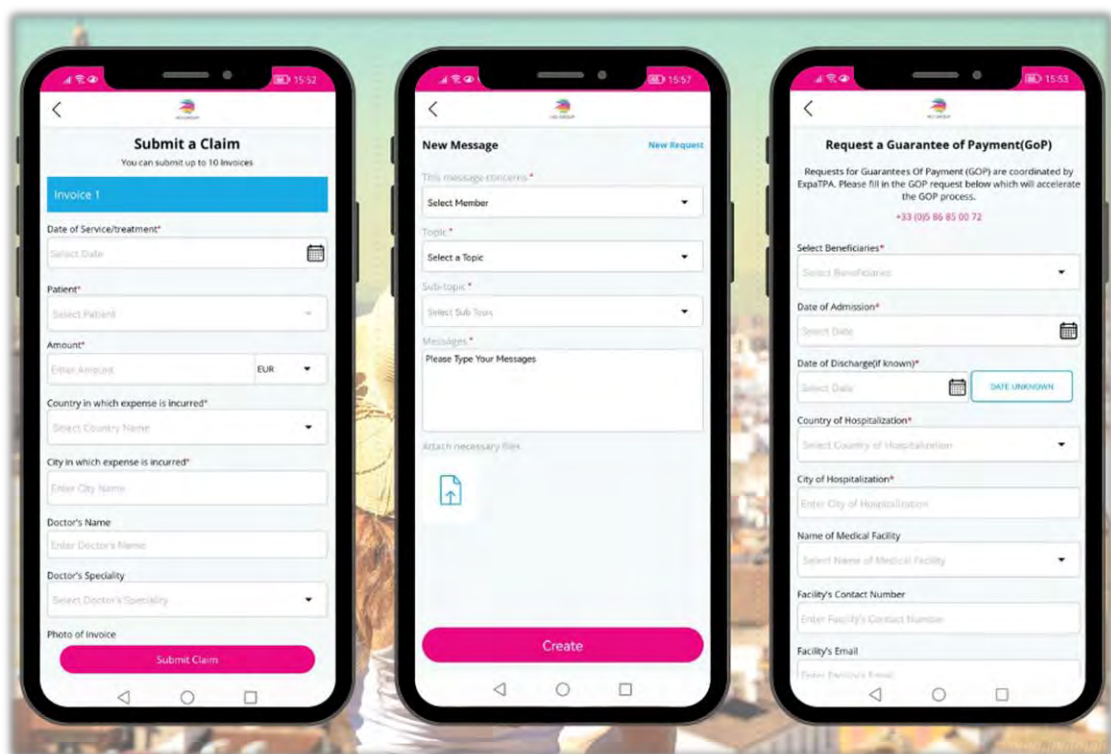 15:52
Submit a Claim
You can submit up to 10 Invoices
Invoice 1
Date of Service/treatment*
Select Date
Patient*
Select Patient
Amount*
Enter Amount
EUR
Country in which expense is incurred*
Select Country Name
City in which expense is incurred*
Enter City Name
Doctor's Name
Enter Doctor's Name
Doctor's Speciality
Select Doctor's Speciality
Photo of Invoice
Submit Claim
15:57
New Message
New Request
This message concerns *
Select Member
Topic *
Select a Topic
Sub-topic *
Select Sub Topic
Messages *
Please Type Your Messages
Attach necessary files
Create
15:53
Request a Guarantee of Payment(GoP)
Requests for Guarantees Of Payment (GOP) are coordinated by
ExpaTPA. Please fill in the GOP request below which will accelerate
the GOP process.
+33 (0)5 86 85 00 72
Select Beneficiaries*
Select Beneficiaries
Date of Admission*
Select Date
Date of Discharge(if known)*
Select Date
DATE UNKNOWN
Country of Hospitalization*
Select Country of Hospitalization
City of Hospitalization*
Enter City of Hospitalization
Name of Medical Facility
Select Name of Medical Facility
Facility's Contact Number
Enter Facility's Contact Number
Facility's Email
Enter Facility's Email